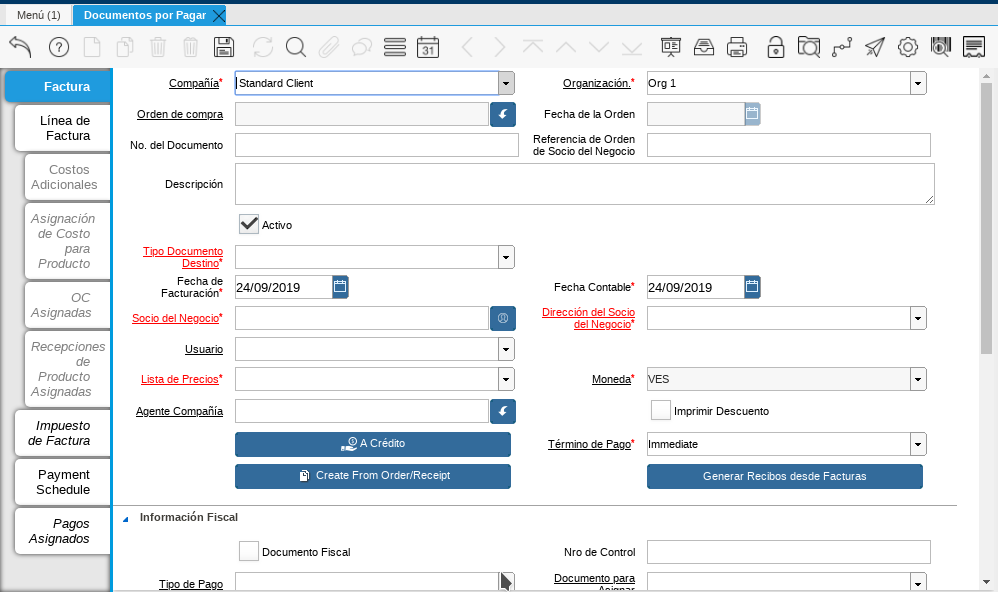 Menú (1)
Documentos por Pagar
31
Factura
Línea de
Factura
Costos
Adicionales
Asignación
de Costo
para
Producto
OC
Asignadas
Recepciones
de
Producto
Asignadas
Impuesto
de Factura
Payment
Schedule
Pagos
Asignados
Compañía* Standard Client
Organización.* Org 1
Orden de compra
Fecha de la Orden
No. del Documento
Referencia de Orden
de Socio del Negocio
Descripción
Activo
Tipo Documento
Destino*
Fecha de
Facturación* 24/09/2019
Fecha Contable* 24/09/2019
Socio del Negocio*
Dirección del Socio
del Negocio*
Usuario
Lista de Precios*
Moneda* VES
Agente Compañía
Imprimir Descuento
A Crédito
Término de Pago* Immediate
Create From Order/Receipt
Generar Recibos desde Facturas
Información Fiscal
Documento Fiscal
Nro de Control
Tipo de Pago
Documento para
Asignar